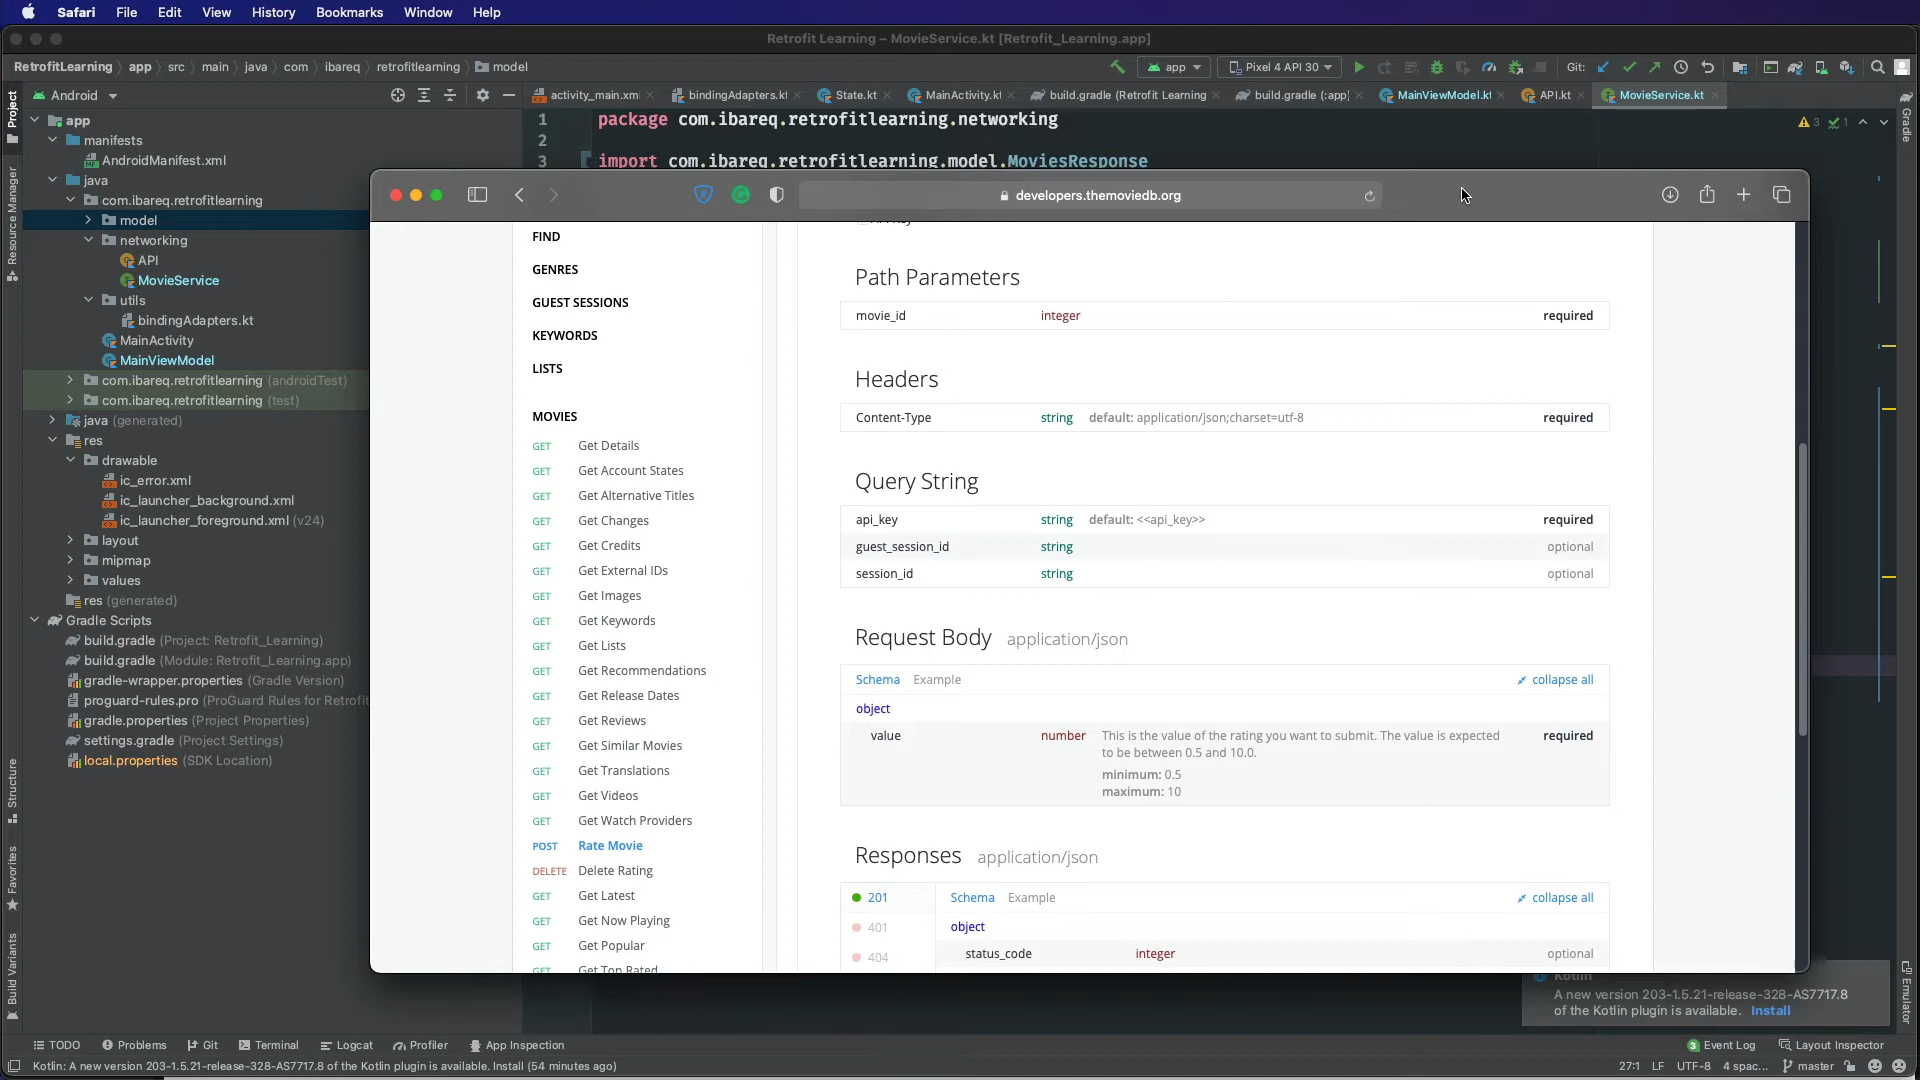 Safari File Edit View History Bookmarks Window Help
Retrofit Learning – MovieService.kt [Retrofit_Learning.app]
RetrofitLearning app src main java com ibareq retrofitlearning model
app Pixel 4 API 30 Git:
Project
Android
activity_main.xml bindingAdapters.kt State.kt MainActivity.kt build.gradle (Retrofit Learning build.gradle (:app) MainViewModel.kt API.kt MovieService.kt
Gradle
app
manifests
AndroidManifest.xml
java
com.ibareq.retrofitlearning
model
networking
API
MovieService
utils
bindingAdapters.kt
MainActivity
MainViewModel
com.ibareq.retrofitlearning (androidTest)
com.ibareq.retrofitlearning (test)
java (generated)
res
drawable
ic_error.xml
ic_launcher_background.xml
ic_launcher_foreground.xml (v24)
layout
mipmap
values
res (generated)
Gradle Scripts
build.gradle (Project: Retrofit_Learning)
build.gradle (Module: Retrofit_Learning.app)
gradle-wrapper.properties (Gradle Version)
proguard-rules.pro (ProGuard Rules for Retrofit
gradle.properties (Project Properties)
settings.gradle (Project Settings)
local.properties (SDK Location)
Resource Manager
Structure
Favorites
Build Variants
1 package com.ibareq.retrofitlearning.networking
2
3 import com.ibareq.retrofitlearning.model.MoviesResponse
3 1
developers.themoviedb.org
FIND
GENRES
GUEST SESSIONS
KEYWORDS
LISTS
MOVIES
GET Get Details
GET Get Account States
GET Get Alternative Titles
GET Get Changes
GET Get Credits
GET Get External IDs
GET Get Images
GET Get Keywords
GET Get Lists
GET Get Recommendations
GET Get Release Dates
GET Get Reviews
GET Get Similar Movies
GET Get Translations
GET Get Videos
GET Get Watch Providers
POST Rate Movie
DELETE Delete Rating
GET Get Latest
GET Get Now Playing
GET Get Popular
GET Get Top Rated
Path Parameters
movie_id integer required
Headers
Content-Type string default: application/json;charset=utf-8 required
Query String
api_key string default: <<api_key>> required
guest_session_id string optional
session_id string optional
Request Body application/json
Schema Example collapse all
object
value number This is the value of the rating you want to submit. The value is expected required
to be between 0.5 and 10.0.
minimum: 0.5
maximum: 10
Responses application/json
201 Schema Example collapse all
401 object
404 status_code integer optional
Kotlin
A new version 203-1.5.21-release-328-AS7717.8
of the Kotlin plugin is available. Install
Emulator
TODO Problems Git Terminal Logcat Profiler App Inspection 3 Event Log Layout Inspector
Kotlin: A new version 203-1.5.21-release-328-AS7717.8 of the Kotlin plugin is available. Install (54 minutes ago) 27:1 LF UTF-8 4 spac... master